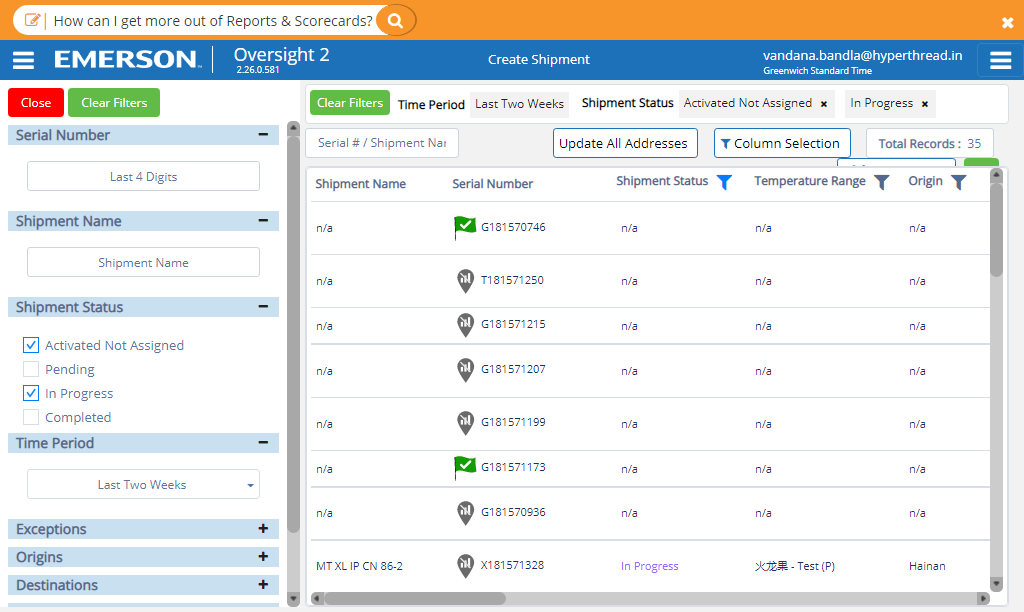 How can I get more out of Reports & Scorecards?
EMERSON
Oversight 2
2.26.0.581
Create Shipment
vandana.bandla@hyperthread.in
Greenwich Standard Time
Close
Clear Filters
Serial Number
Last 4 Digits
Shipment Name
Shipment Name
Shipment Status
Activated Not Assigned
Pending
In Progress
Completed
Time Period
Last Two Weeks
Exceptions
Origins
Destinations
Clear Filters Time Period Last Two Weeks Shipment Status Activated Not Assigned × In Progress ×
Serial # / Shipment Nar
Update All Addresses
Column Selection
Total Records : 35
Shipment Name Serial Number Shipment Status Temperature Range Origin
n/a G181570746 n/a n/a n/a
n/a T181571250 n/a n/a n/a
n/a G181571215 n/a n/a n/a
n/a G181571207 n/a n/a n/a
n/a G181571199 n/a n/a n/a
n/a G181571173 n/a n/a n/a
n/a G181570936 n/a n/a n/a
MT XL IP CN 86-2 X181571328 In Progress 火龙果 - Test (P) Hainan